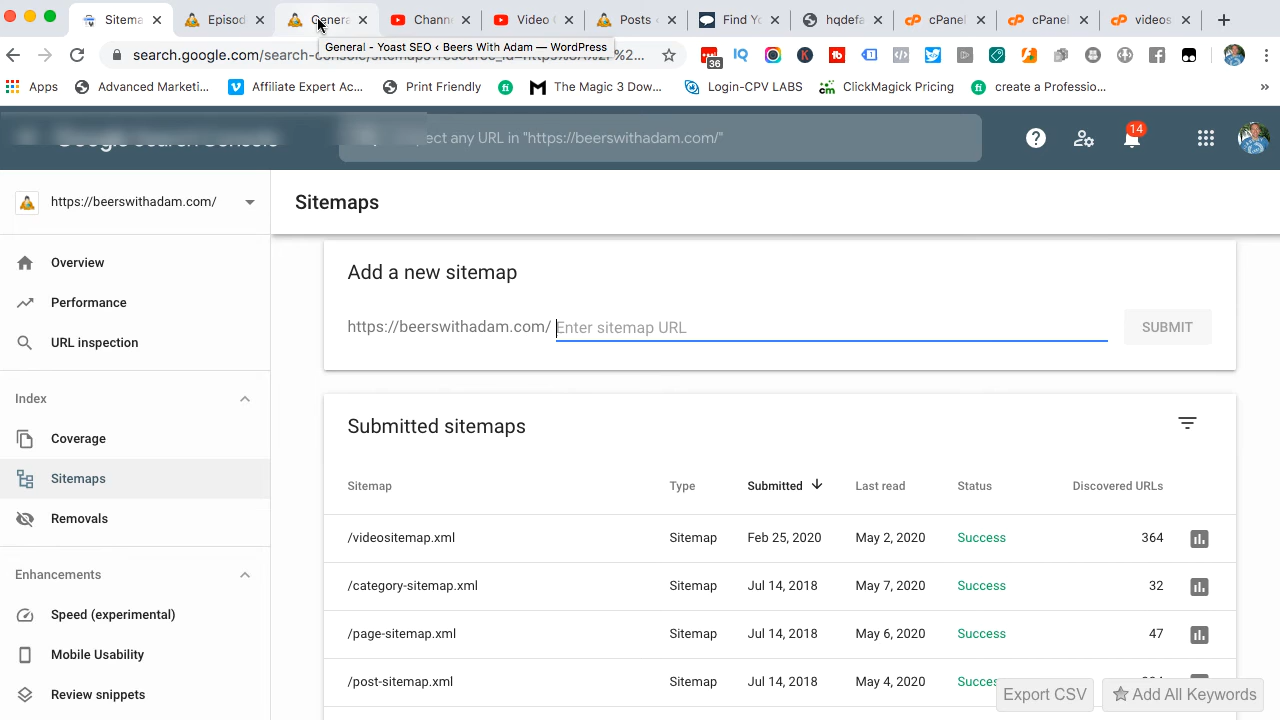 Sitema
Episod
Genera
Chann
Video
Posts
Find Yo
hqdefa
cPanel
cPanel
videos
General - Yoast SEO ‹ Beers With Adam — WordPress
search.google.com/search-console/sitemaps?resource_id=https%3A%2F%2...
36
Apps
Advanced Marketi...
Affiliate Expert Ac...
Print Friendly
The Magic 3 Dow...
Login-CPV LABS
ClickMagick Pricing
create a Professio...
»
Google Search Console
ect any URL in "https://beerswithadam.com/"
14
https://beerswithadam.com/
Sitemaps
Overview
Performance
URL inspection
Index
Coverage
Sitemaps
Removals
Enhancements
Speed (experimental)
Mobile Usability
Review snippets
Add a new sitemap
https://beerswithadam.com/ Enter sitemap URL
SUBMIT
Submitted sitemaps
Sitemap Type Submitted Last read Status Discovered URLs
/videositemap.xml Sitemap Feb 25, 2020 May 2, 2020 Success 364
/category-sitemap.xml Sitemap Jul 14, 2018 May 7, 2020 Success 32
/page-sitemap.xml Sitemap Jul 14, 2018 May 6, 2020 Success 47
/post-sitemap.xml Sitemap Jul 14, 2018 May 4, 2020 Succes
Export CSV
Add All Keywords